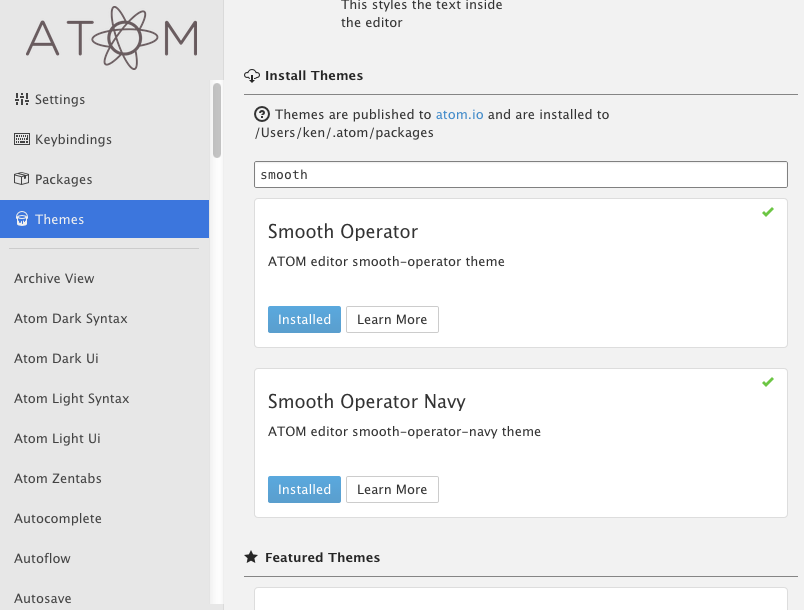 ATOM
Settings
Keybindings
Packages
Themes
Archive View
Atom Dark Syntax
Atom Dark Ui
Atom Light Syntax
Atom Light Ui
Atom Zentabs
Autocomplete
Autoflow
Autosave
This styles the text inside
the editor
Install Themes
Themes are published to atom.io and are installed to
/Users/ken/.atom/packages
smooth
Smooth Operator
ATOM editor smooth-operator theme
Installed Learn More
Smooth Operator Navy
ATOM editor smooth-operator-navy theme
Installed Learn More
Featured Themes